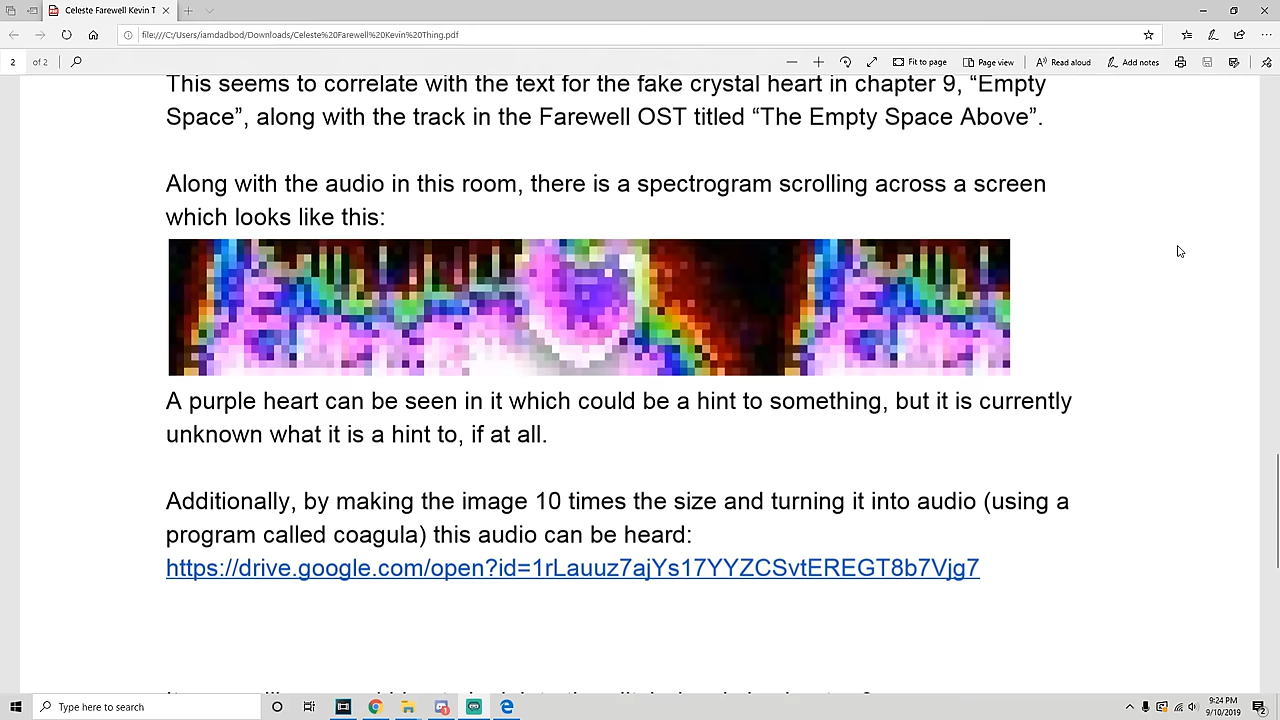 Celeste Farewell Kevin T
file:///C:/Users/iamdadbod/Downloads/Celeste%20Farewell%20Kevin%20Thing.pdf
2 of 2
Fit to page
Page view
Read aloud
Add notes
This seems to correlate with the text for the fake crystal heart in chapter 9, “Empty
Space”, along with the track in the Farewell OST titled “The Empty Space Above”.
Along with the audio in this room, there is a spectrogram scrolling across a screen
which looks like this:
A purple heart can be seen in it which could be a hint to something, but it is currently
unknown what it is a hint to, if at all.
Additionally, by making the image 10 times the size and turning it into audio (using a
program called coagula) this audio can be heard:
https://drive.google.com/open?id=1rLauuz7ajYs17YYZCSvtEREGT8b7Vjg7
Type here to search
9:24 PM
9/10/2019